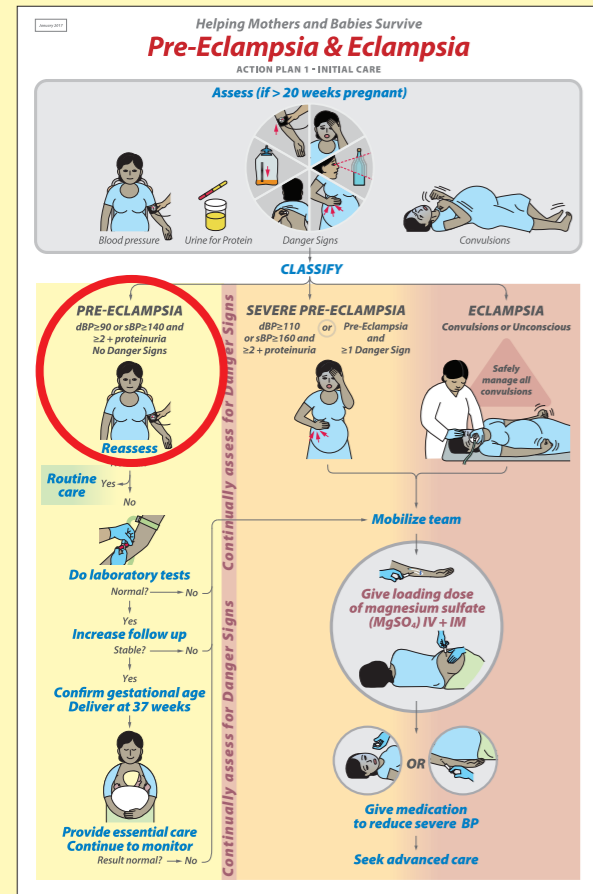 January 2017
Helping Mothers and Babies Survive
Pre-Eclampsia & Eclampsia
ACTION PLAN 1 - INITIAL CARE
Assess (if > 20 weeks pregnant)
Blood pressure
Urine for Protein
Danger Signs
Convulsions
CLASSIFY
PRE-ECLAMPSIA
dBP≥90 or sBP≥140 and
≥2 + proteinuria
No Danger Signs
Reassess
Routine
care
Yes
No
Do laboratory tests
Normal?
No
Yes
Increase follow up
Stable?
No
Yes
Confirm gestational age
Deliver at 37 weeks
Provide essential care
Continue to monitor
Result normal?
No
Continually assess for Danger Signs
Continually assess for Danger Signs
SEVERE PRE-ECLAMPSIA
dBP≥110
or sBP≥160 and
≥2 + proteinuria
or
Pre-Eclampsia
and
≥1 Danger Sign
ECLAMPSIA
Convulsions or Unconscious
Safely
manage all
convulsions
Mobilize team
Give loading dose
of magnesium sulfate
(MgSO₄) IV + IM
OR
Give medication
to reduce severe BP
Seek advanced care